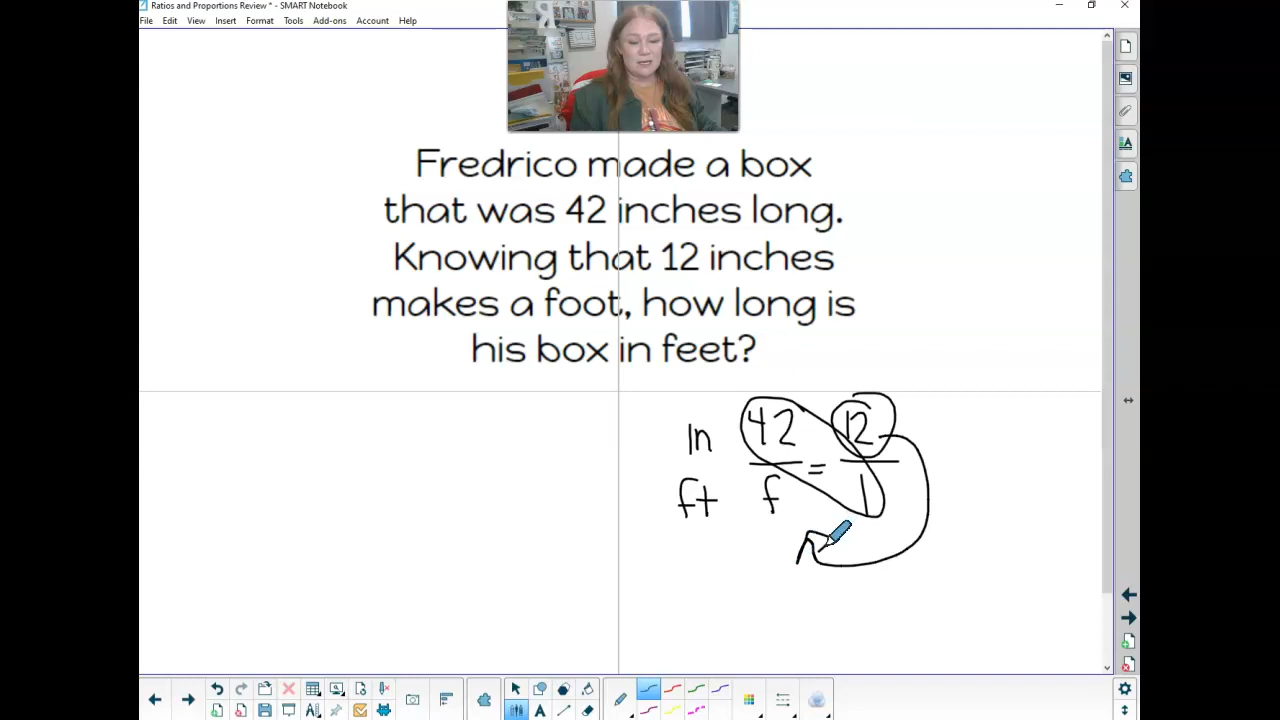 Ratios and Proportions Review * - SMART Notebook
File Edit View Insert Format Tools Add-ons Account Help
Fredrico made a box
that was 42 inches long.
Knowing that 12 inches
makes a foot, how long is
his box in feet?
in 42 = 12
ft f 1